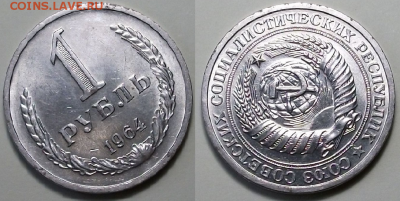 COINS.LAVE.RU
1
РУБЛЬ
1964
СОЮЗ СОВЕТСКИХ СОЦИАЛИСТИЧЕСКИХ РЕСПУБЛИК